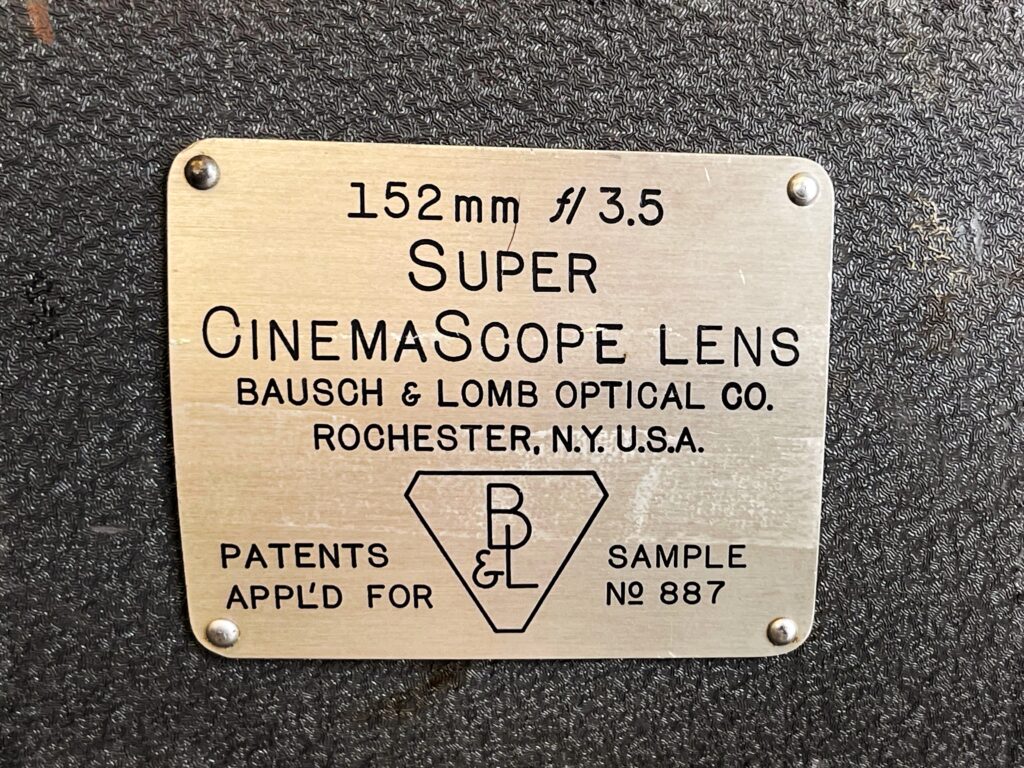 152mm f/3.5
SUPER
CINEMASCOPE LENS
BAUSCH & LOMB OPTICAL CO.
ROCHESTER, N.Y. U.S.A.
B
&L
PATENTS
APPL'D FOR
SAMPLE
Nº 887